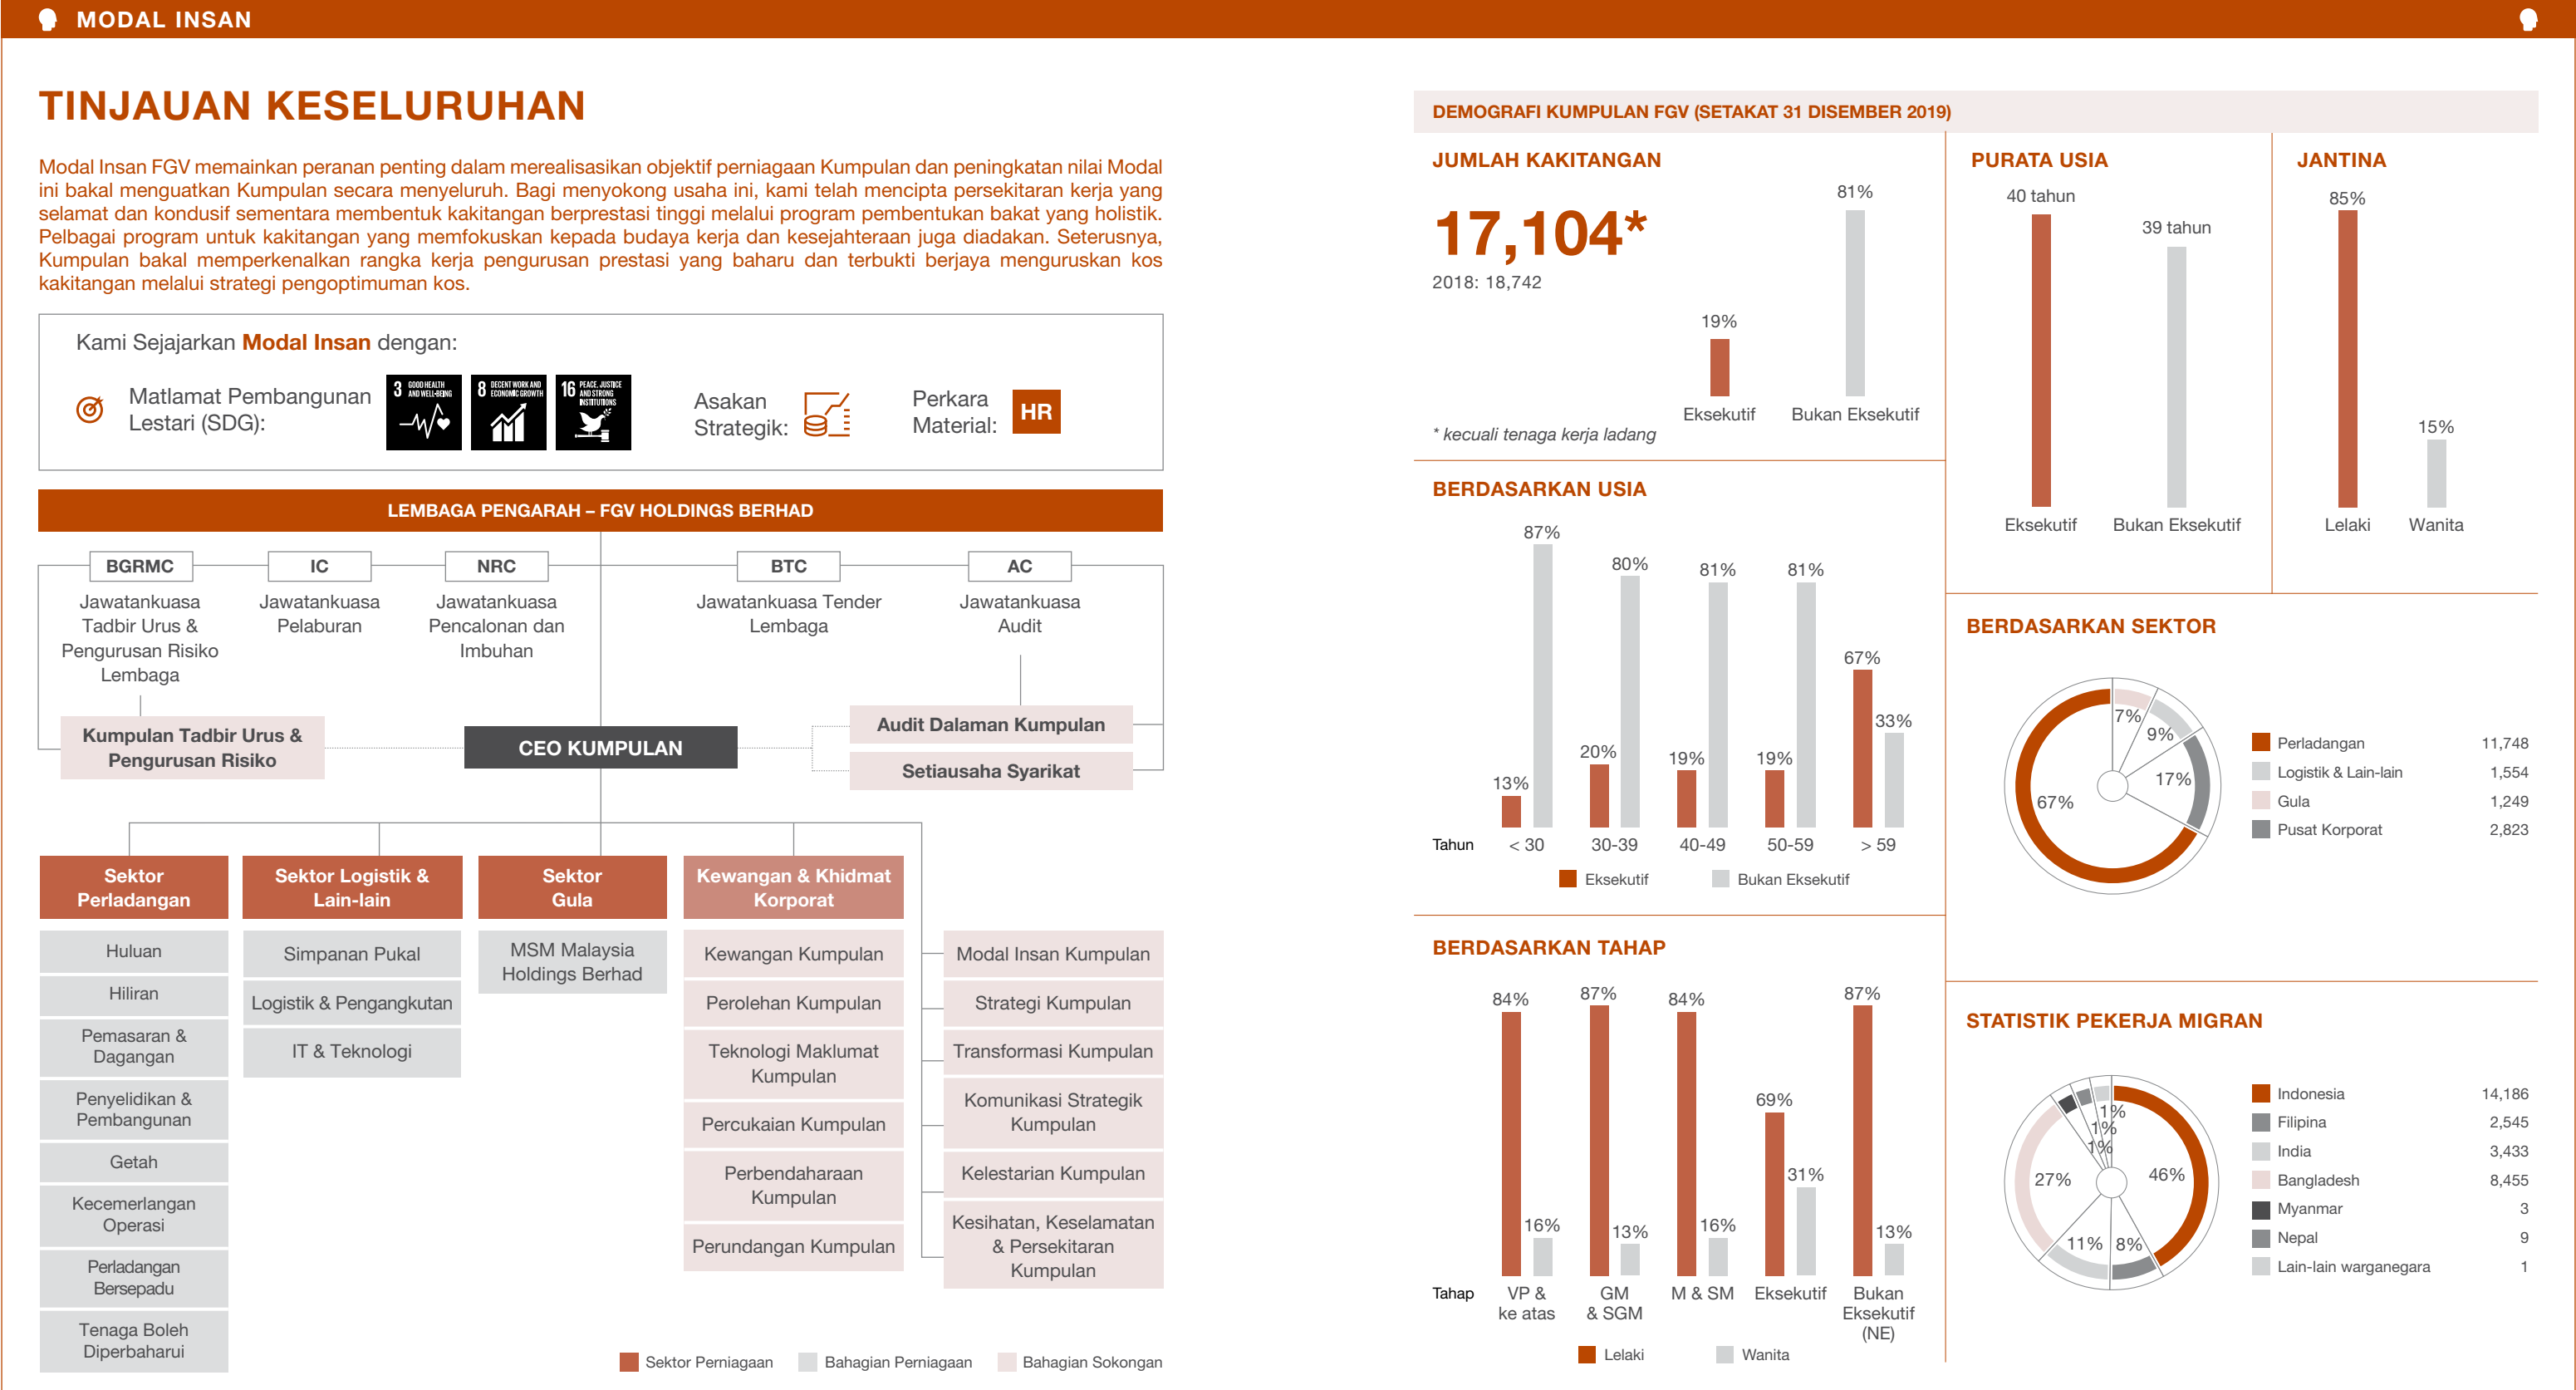 MODAL INSAN
TINJAUAN KESELURUHAN
Modal Insan FGV memainkan peranan penting dalam merealisasikan objektif perniagaan Kumpulan dan peningkatan nilai Modal
ini bakal menguatkan Kumpulan secara menyeluruh. Bagi menyokong usaha ini, kami telah mencipta persekitaran kerja yang
selamat dan kondusif sementara membentuk kakitangan berprestasi tinggi melalui program pembentukan bakat yang holistik.
Pelbagai program untuk kakitangan yang memfokuskan kepada budaya kerja dan kesejahteraan juga diadakan. Seterusnya,
Kumpulan bakal memperkenalkan rangka kerja pengurusan prestasi yang baharu dan terbukti berjaya menguruskan kos
kakitangan melalui strategi pengoptimuman kos.
Kami Sejajarkan Modal Insan dengan:
Matlamat Pembangunan
Lestari (SDG):
3 GOOD HEALTH
AND WELL-BEING
8 DECENT WORK AND
ECONOMIC GROWTH
16 PEACE, JUSTICE
AND STRONG
INSTITUTIONS
Asakan
Strategik:
Perkara
Material:
HR
LEMBAGA PENGARAH – FGV HOLDINGS BERHAD
BGRMC
Jawatankuasa
Tadbir Urus &
Pengurusan Risiko
Lembaga
IC
Jawatankuasa
Pelaburan
NRC
Jawatankuasa
Pencalonan dan
Imbuhan
BTC
Jawatankuasa Tender
Lembaga
AC
Jawatankuasa
Audit
Kumpulan Tadbir Urus &
Pengurusan Risiko
CEO KUMPULAN
Audit Dalaman Kumpulan
Setiausaha Syarikat
Sektor
Perladangan
Huluan
Hiliran
Pemasaran &
Dagangan
Penyelidikan &
Pembangunan
Getah
Kecemerlangan
Operasi
Perladangan
Bersepadu
Tenaga Boleh
Diperbaharui
Sektor Logistik &
Lain-lain
Simpanan Pukal
Logistik & Pengangkutan
IT & Teknologi
Sektor
Gula
MSM Malaysia
Holdings Berhad
Kewangan & Khidmat
Korporat
Kewangan Kumpulan
Perolehan Kumpulan
Teknologi Maklumat
Kumpulan
Percukaian Kumpulan
Perbendaharaan
Kumpulan
Perundangan Kumpulan
Modal Insan Kumpulan
Strategi Kumpulan
Transformasi Kumpulan
Komunikasi Strategik
Kumpulan
Kelestarian Kumpulan
Kesihatan, Keselamatan
& Persekitaran
Kumpulan
Sektor Perniagaan
Bahagian Perniagaan
Bahagian Sokongan
DEMOGRAFI KUMPULAN FGV (SETAKAT 31 DISEMBER 2019)
JUMLAH KAKITANGAN
17,104*
2018: 18,742
19%
81%
Eksekutif
Bukan Eksekutif
* kecuali tenaga kerja ladang
PURATA USIA
40 tahun
39 tahun
Eksekutif
Bukan Eksekutif
JANTINA
85%
15%
Lelaki
Wanita
BERDASARKAN USIA
13%
87%
20%
80%
19%
81%
19%
81%
67%
33%
Tahun
< 30
30-39
40-49
50-59
> 59
Eksekutif
Bukan Eksekutif
BERDASARKAN SEKTOR
7%
9%
17%
67%
Perladangan 11,748
Logistik & Lain-lain 1,554
Gula 1,249
Pusat Korporat 2,823
BERDASARKAN TAHAP
84%
16%
87%
13%
84%
16%
69%
31%
87%
13%
Tahap
VP &
ke atas
GM
& SGM
M & SM
Eksekutif
Bukan
Eksekutif
(NE)
Lelaki
Wanita
STATISTIK PEKERJA MIGRAN
1%
1%
1%
27%
46%
11%
8%
Indonesia 14,186
Filipina 2,545
India 3,433
Bangladesh 8,455
Myanmar 3
Nepal 9
Lain-lain warganegara 1